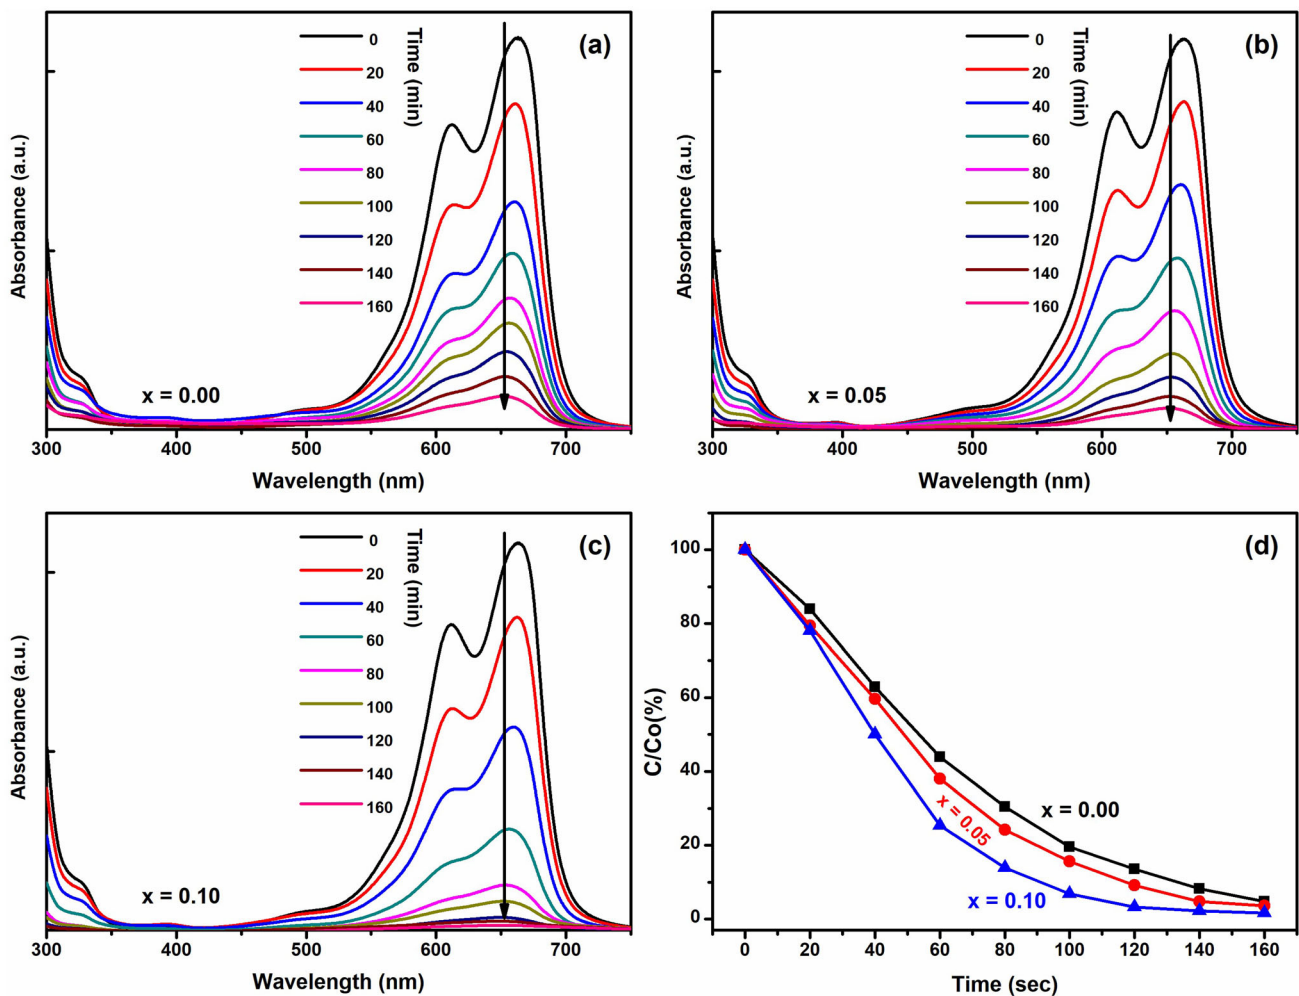 (a)
Time (min)
0
20
40
60
80
100
120
140
160
x = 0.00
Absorbance (a.u.)
300 400 500 600 700
Wavelength (nm)
(b)
Time (min)
0
20
40
60
80
100
120
140
160
x = 0.05
Absorbance (a.u.)
300 400 500 600 700
Wavelength (nm)
(c)
Time (min)
0
20
40
60
80
100
120
140
160
x = 0.10
Absorbance (a.u.)
300 400 500 600 700
Wavelength (nm)
(d)
C/Co(%)
100
80
60
40
20
0
x = 0.00
x = 0.05
x = 0.10
0 20 40 60 80 100 120 140 160
Time (sec)